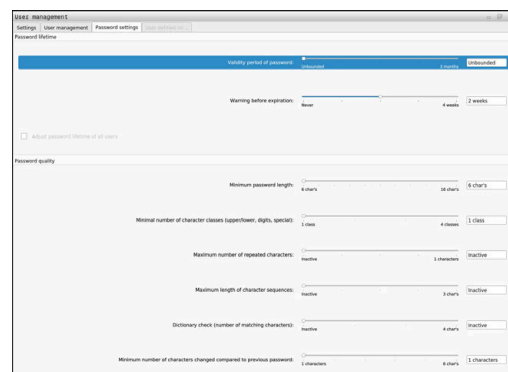 User management
Settings User management Password settings
Password lifetime
Validity period of password: Unbounded 3 months Unbounded
Warning before expiration: Never 4 weeks 2 weeks
Adjust password lifetime of all users
Password quality
Minimum password length: 6 char's 16 char's 6 char's
Minimal number of character classes (upper/lower, digits, special): 1 class 4 classes 1 class
Maximum number of repeated characters: Inactive 1 characters Inactive
Maximum length of character sequences: Inactive 3 char's Inactive
Dictionary check (number of matching characters): Inactive 4 char's Inactive
Minimum number of characters changed compared to previous password: 1 characters 6 char's 1 characters